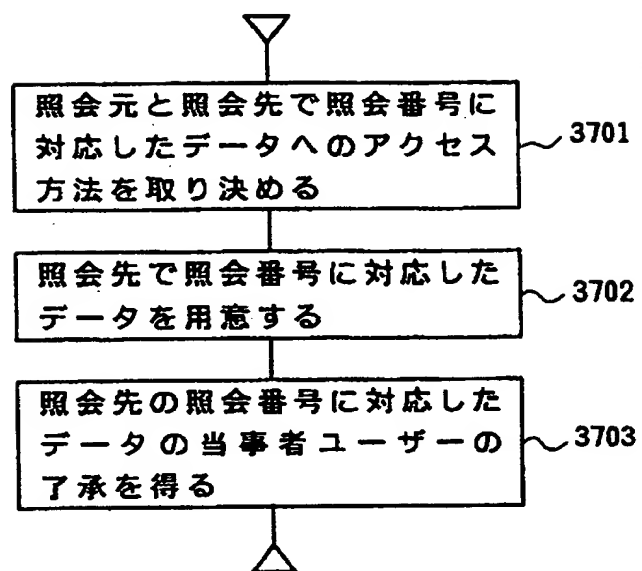 照会元と照会先で照会番号に
対応したデータへのアクセス
方法を取り決める
3701
照会先で照会番号に対応した
データを用意する
3702
照会先の照会番号に対応した
データの当事者ユーザーの
了承を得る
3703